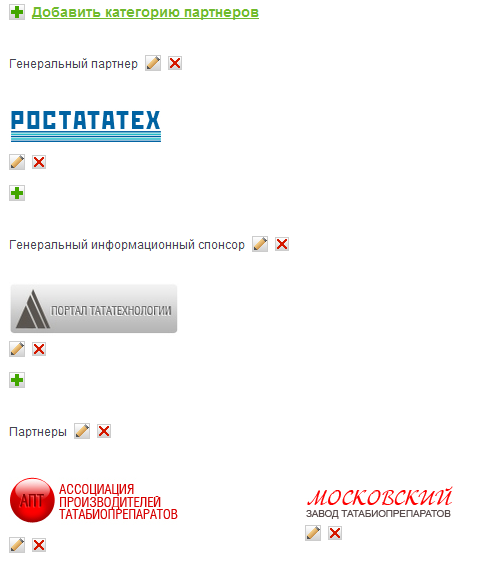 Добавить категорию партнеров
Генеральный партнер
РОСТАТАТЕХ
Генеральный информационный спонсор
ПОРТАЛ ТАТАТЕХНОЛОГИИ
Партнеры
АПТ
АССОЦИАЦИЯ
ПРОИЗВОДИТЕЛЕЙ
ТАТАБИОПРЕПАРАТОВ
МОСКОВСКИЙ
ЗАВОД ТАТАБИОПРЕПАРАТОВ